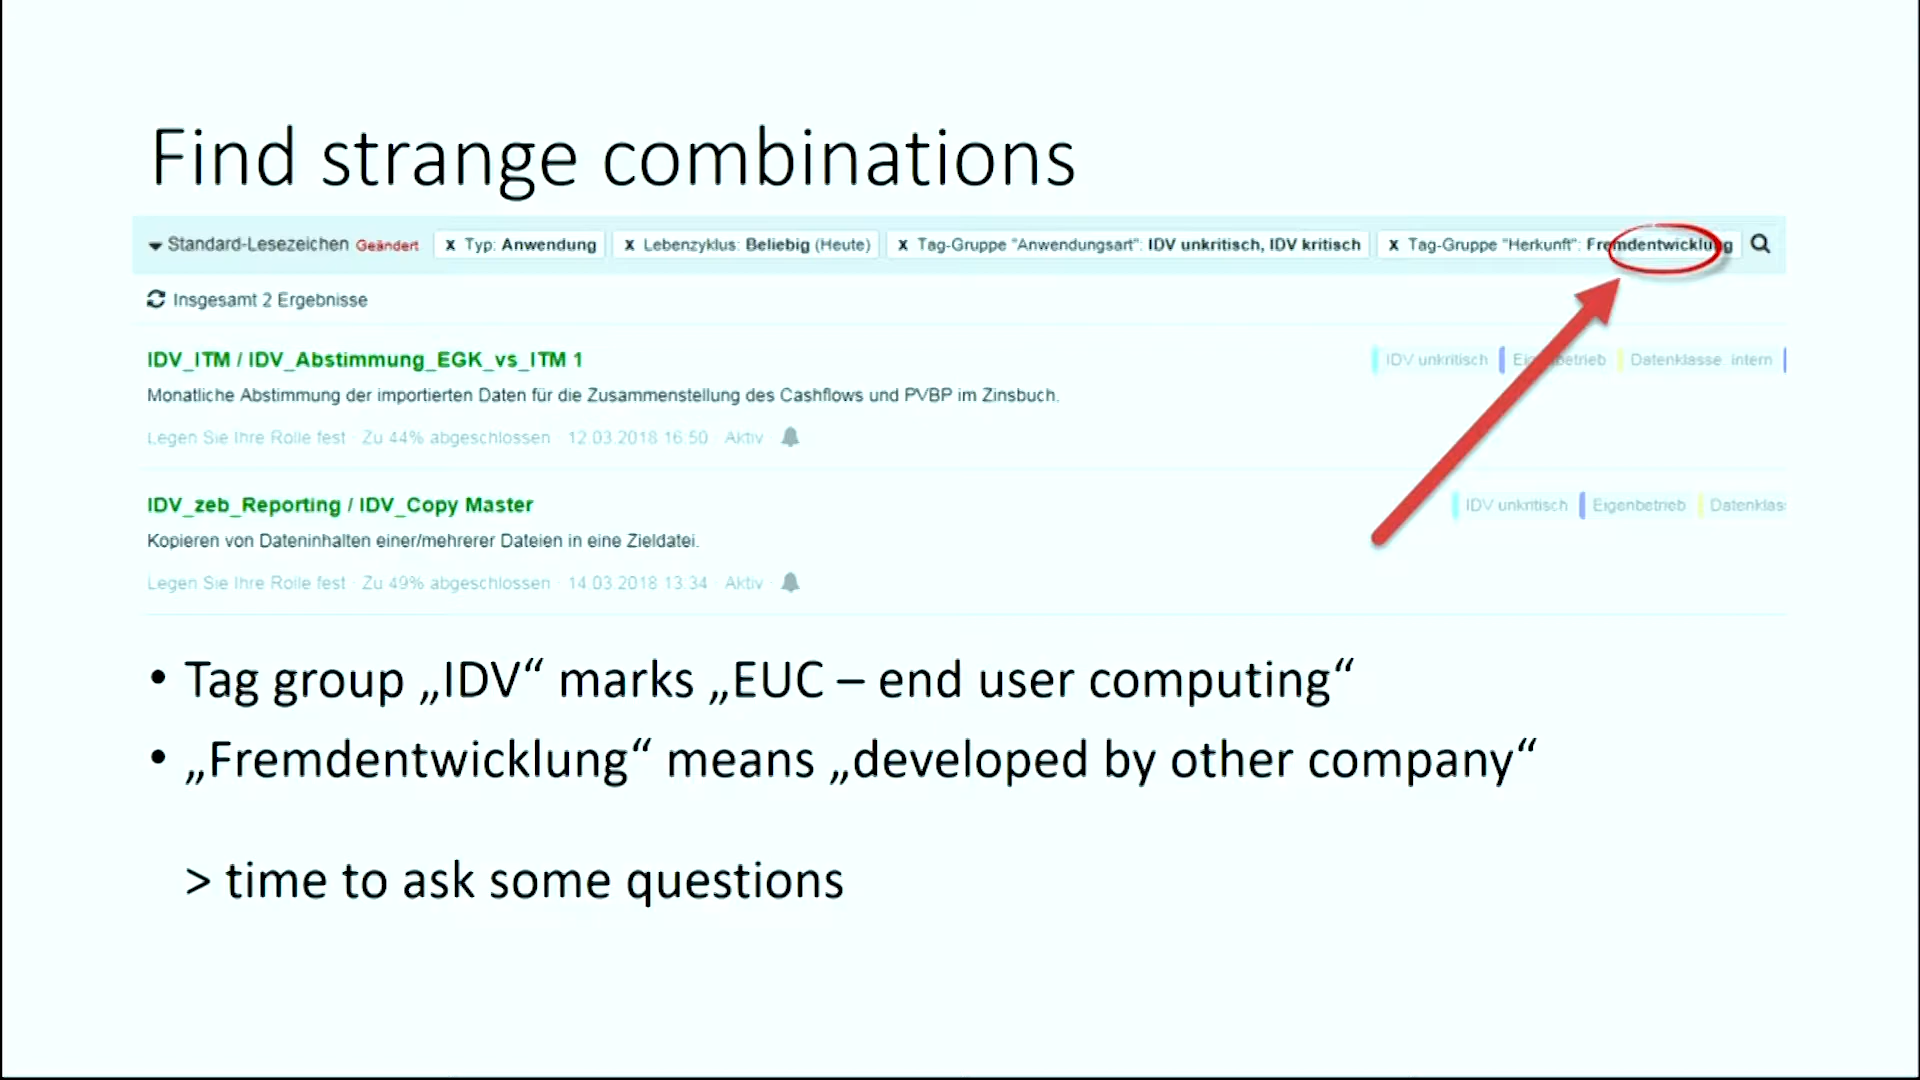 Find strange combinations
Standard-Lesezeichen Geändert x Typ: Anwendung x Lebenzyklus: Beliebig (Heute) x Tag-Gruppe "Anwendungsart": IDV unkritisch, IDV kritisch x Tag-Gruppe "Herkunft": Fremdentwicklung
Insgesamt 2 Ergebnisse
IDV_ITM / IDV_Abstimmung_EGK_vs_ITM 1 IDV unkritisch Eigenbetrieb Datenklasse intern
Monatliche Abstimmung der importierten Daten für die Zusammenstellung des Cashflows und PVBP im Zinsbuch.
Legen Sie Ihre Rolle fest · Zu 44% abgeschlossen · 12.03.2018 16:50 · Aktiv
IDV_zeb_Reporting / IDV_Copy Master IDV unkritisch Eigenbetrieb Datenklas
Kopieren von Dateninhalten einer/mehrerer Dateien in eine Zieldatei.
Legen Sie Ihre Rolle fest · Zu 49% abgeschlossen · 14.03.2018 13:34 · Aktiv ·
• Tag group „IDV“ marks „EUC – end user computing“
• „Fremdentwicklung“ means „developed by other company“
> time to ask some questions